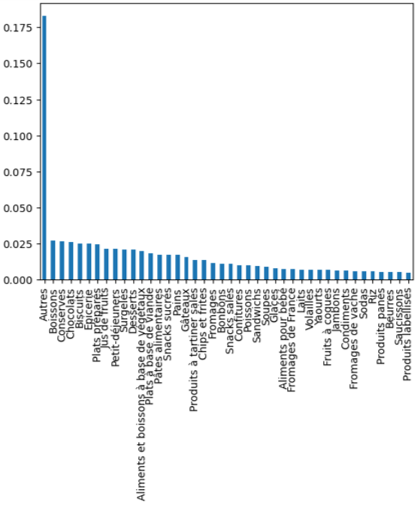 0.175
0.150
0.125
0.100
0.075
0.050
0.025
0.000
Autres
Boissons
Conserves
Chocolats
Biscuits
Epicerie
Plats préparés
Jus de fruits
Petit-déjeuners
Surgelés
Desserts
Aliments et boissons à base de végétaux
Plats à base de viande
Pâtes alimentaires
Snacks sucrés
Pains
Gâteaux
Produits à tartiner salés
Chips et frites
Fromages
Bonbons
Snacks salés
Confitures
Poissons
Sandwichs
Soupes
Glaces
Aliments pour bébé
Fromages de France
Laits
Volailles
Yaourts
Fruits à coques
Jambons
Condiments
Fromages de vache
Sodas
Riz
Produits panés
Beurres
Saucissons
Produits labellisés